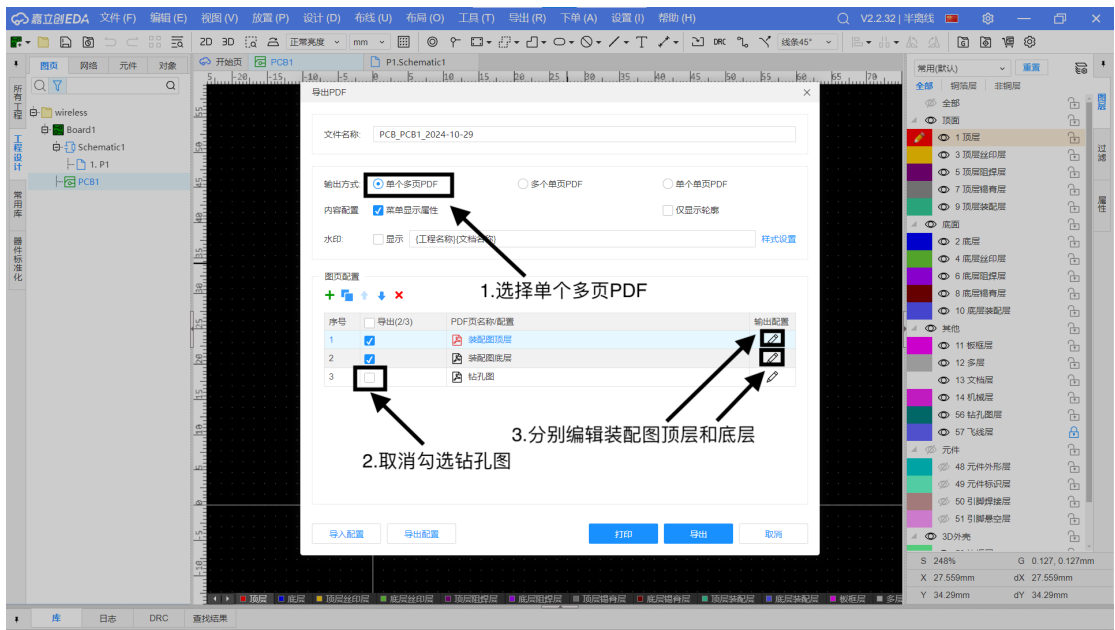 嘉立创EDA 文件(F) 编辑(E) 视图(V) 放置(P) 设计(D) 布线(U) 布局(O) 工具(T) 导出(R) 下单(A) 设置(I) 帮助(H) V2.2.32 | 半离线
2D 3D 正常亮度 mm T DRC 线条45°
图页 网络 元件 对象
开始页 PCB1 P1.Schematic1
常用(默认) 重置
全部 铜箔层 非铜层
所有工程
工程设计
常用库
器件标准化
wireless
Board1
Schematic1
1. P1
PCB1
导出PDF
文件名称: PCB_PCB1_2024-10-29
输出方式: 单个多页PDF 多个单页PDF 单个单页PDF
内容配置 菜单显示属性 仅显示轮廓
水印: 显示 {工程名称}{文档名称} 样式设置
1.选择单个多页PDF
图页配置
序号 导出(2/3) PDF页名称/配置 输出配置
1 装配图顶层
2 装配图底层
3 钻孔图
3.分别编辑装配图顶层和底层
2.取消勾选钻孔图
导入配置 导出配置 打印 导出 取消
全部
顶面
1 顶层
3 顶层丝印层
5 顶层阻焊层
7 顶层锡膏层
9 顶层装配层
底面
2 底层
4 底层丝印层
6 底层阻焊层
8 底层锡膏层
10 底层装配层
其他
11 板框层
12 多层
13 文档层
14 机械层
56 钻孔图层
57 飞线层
元件
48 元件外形层
49 元件标识层
50 引脚焊接层
51 引脚悬空层
3D外壳
图层
过滤
属性
S 248% G 0.127, 0.127mm
X 27.559mm dX 27.559mm
Y 34.29mm dY 34.29mm
顶层 底层 顶层丝印层 底层丝印层 顶层阻焊层 底层阻焊层 顶层锡膏层 底层锡膏层 顶层装配层 底层装配层 板框层 多层
库 日志 DRC 查找结果